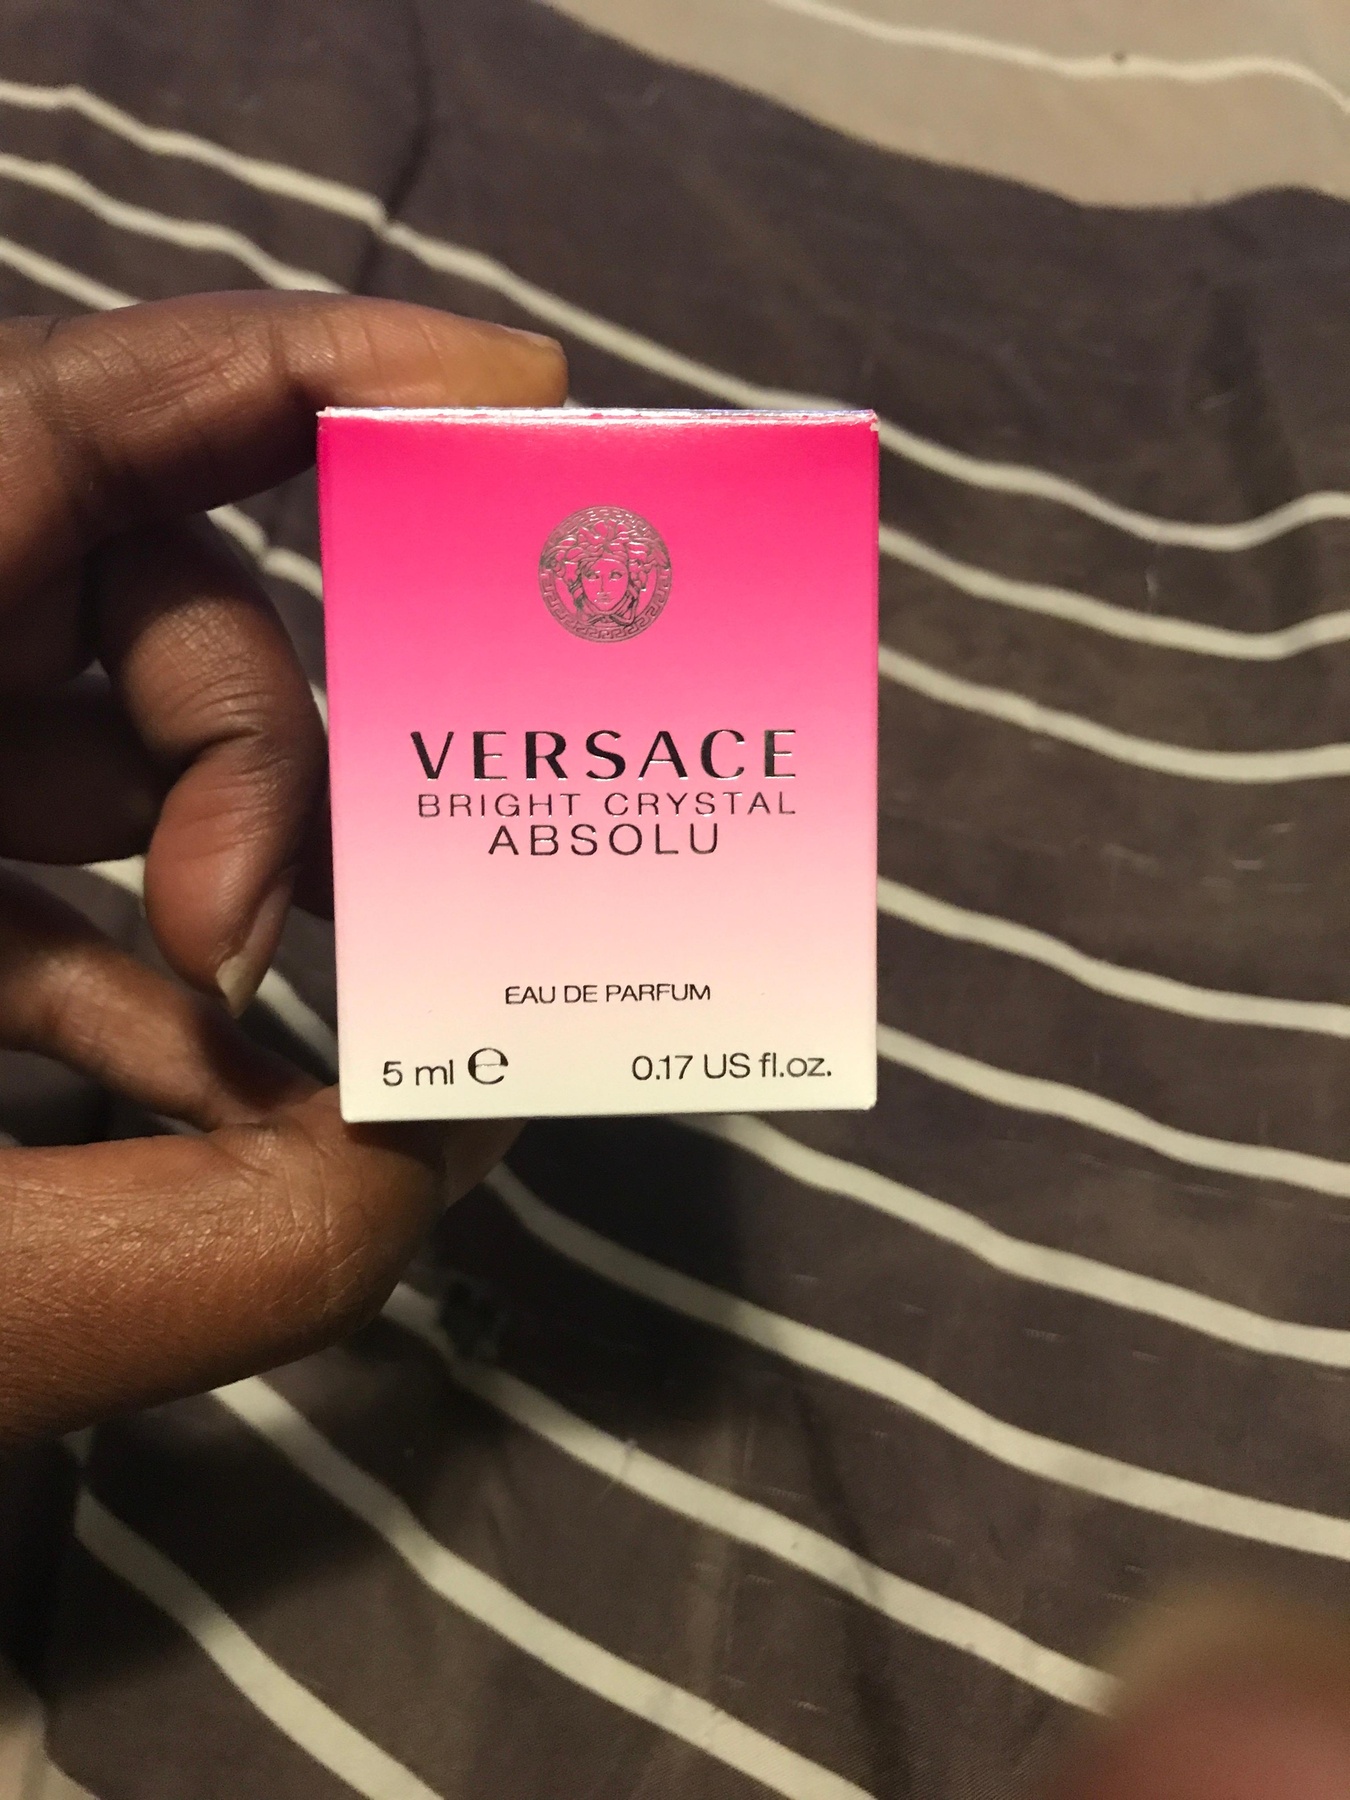 VERSACE
BRIGHT CRYSTAL
ABSOLU
EAU DE PARFUM
5 ml ℮ 0.17 US fl.oz.